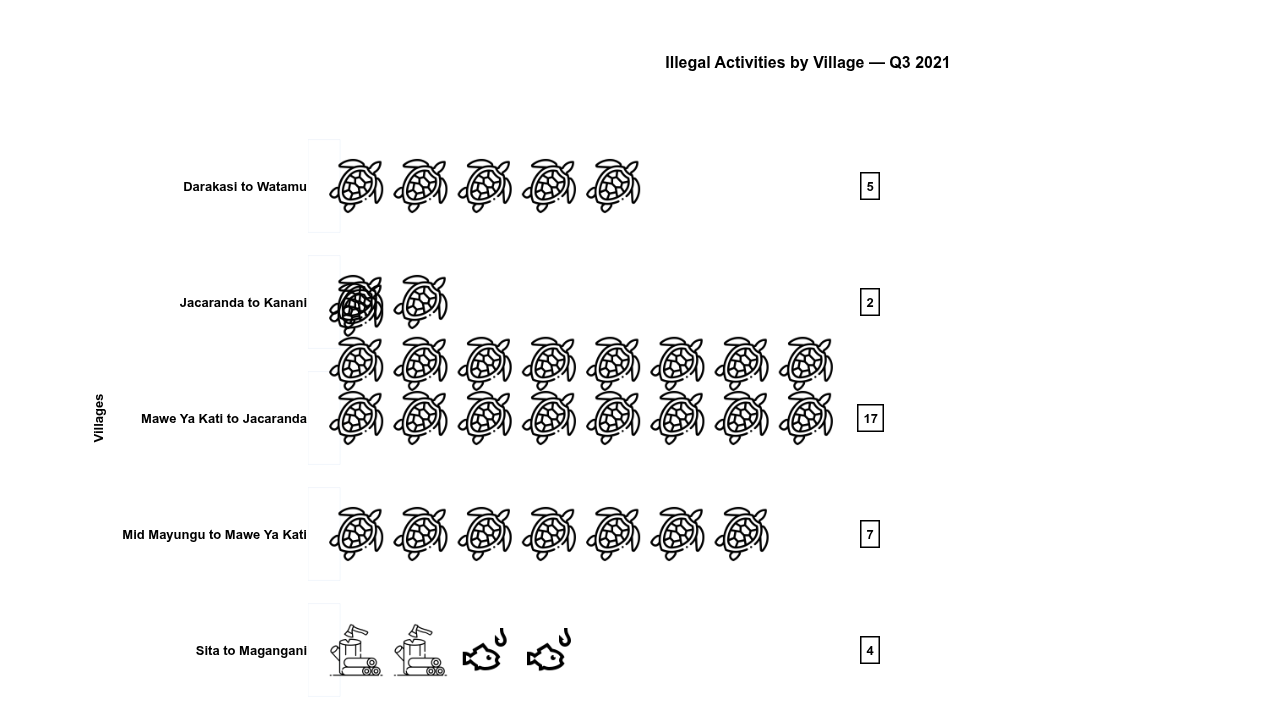 Illegal Activities by Village — Q3 2021
Darakasi to Watamu 5
Jacaranda to Kanani 2
Villages
Mawe Ya Kati to Jacaranda 17
Mid Mayungu to Mawe Ya Kati 7
Sita to Magangani 4